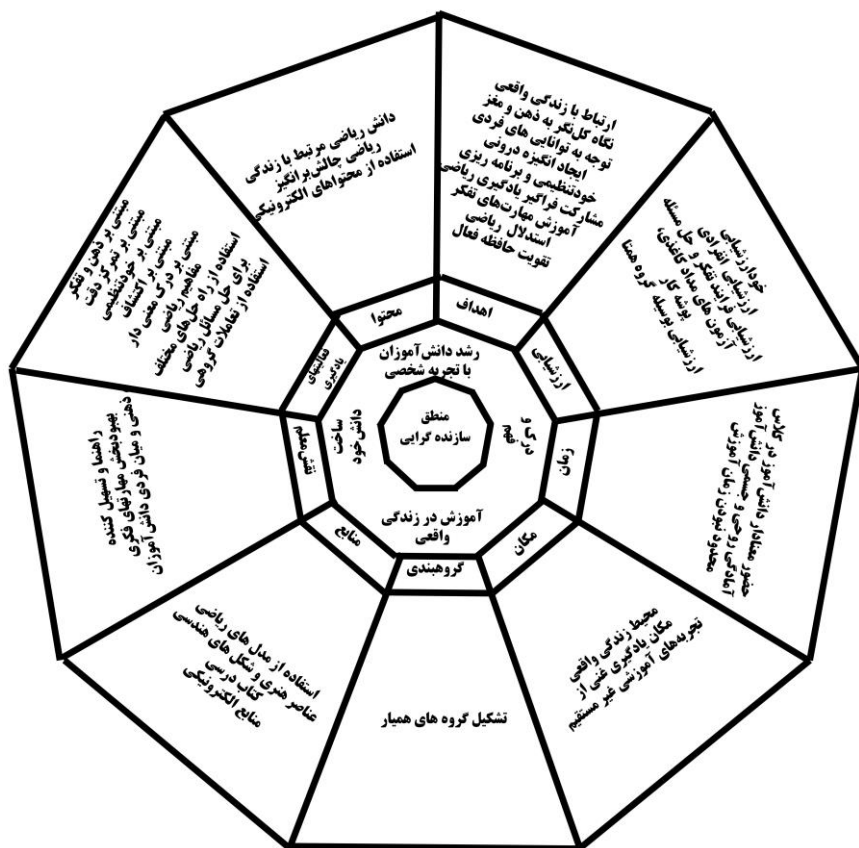 منطق
سازنده گرایی
رشد دانش‌آموزان
با تجربه شخصی
درک و
فهم
آموزش در زندگی
واقعی
ساخت
دانش خود
اهداف
ارتباط با زندگی واقعی
نگاه کل‌نگر به ذهن و مغز
توجه به توانایی های فردی
ایجاد انگیزه درونی
خودتنظیمی و برنامه ریزی
مشارکت فراگیر یادگیری ریاضی
آموزش مهارت‌های تفکر
استدلال ریاضی
تقویت حافظه فعال
ارزشیابی
خودارزشیابی
ارزشیابی انفرادی
ارزشیابی فرایند تفکر و حل مسئله
آزمون های مداد کاغذی،
پوشه کار
ارزشیابی بوسیله گروه همتا
زمان
حضور معنادار دانش آموز در کلاس
آمادگی روحی و جسمی دانش آموز
محدود نبودن زمان آموزش
مکان
محیط زندگی واقعی
مکان یادگیری غنی از
تجربه‌های آموزشی غیر مستقیم
گروهبندی
تشکیل گروه های همیار
منابع
استفاده از مدل های ریاضی
عناصر هنری و شکل های هندسی
کتاب درسی
منابع الکترونیکی
نقش معلم
راهنما و تسهیل کننده
بهبودبخش مهارتهای فکری
ذهنی و میان فردی دانش آموزان
فعالیتهای
یادگیری
مبتنی بر ذهن و تفکر
مبتنی بر تمرکز دقت
مبتنی بر خودتنظیمی
مبتنی بر اکتشاف
مبتنی بر درک معنی دار
مفاهیم ریاضی
استفاده از راه حل‌های مختلف
برای حل مسائل ریاضی
استفاده از تعاملات گروهی
محتوا
دانش ریاضی مرتبط با زندگی
ریاضی چالش‌برانگیز
استفاده از محتواهای الکترونیکی